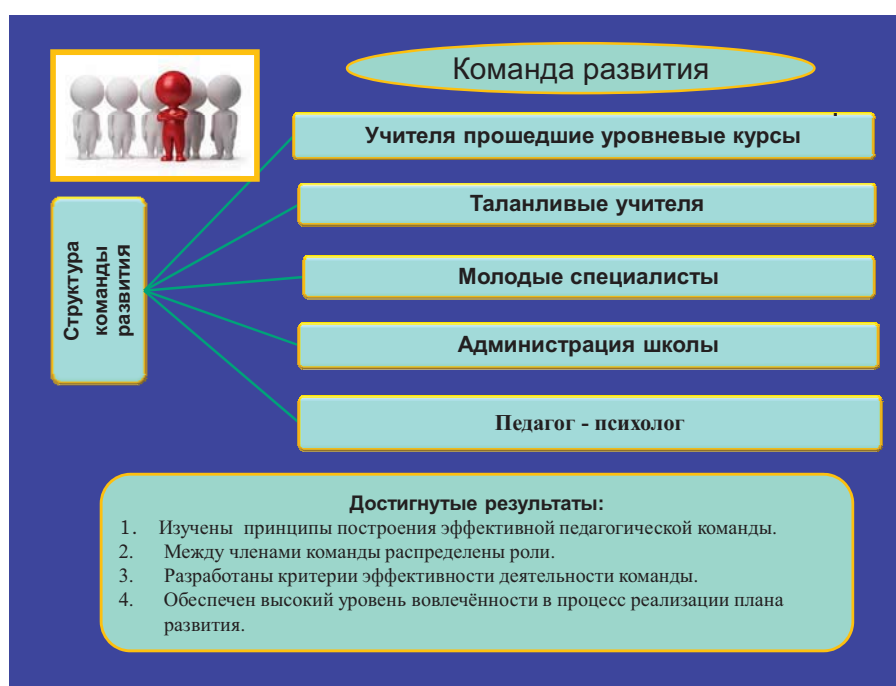 Команда развития
Учителя прошедшие уровневые курсы
Таланливые учителя
Молодые специалисты
Администрация школы
Педагог - психолог
Структура
команды
развития
Достигнутые результаты:
1. Изучены принципы построения эффективной педагогической команды.
2. Между членами команды распределены роли.
3. Разработаны критерии эффективности деятельности команды.
4. Обеспечен высокий уровень вовлечённости в процесс реализации плана
развития.